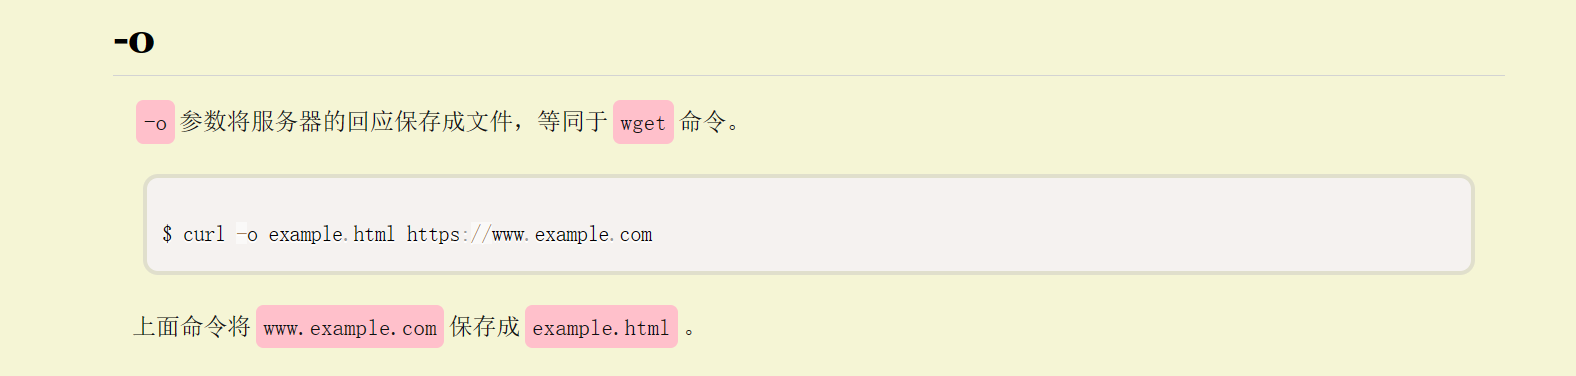 -o
-o 参数将服务器的回应保存成文件，等同于 wget 命令。
$ curl -o example.html https://www.example.com
上面命令将 www.example.com 保存成 example.html 。